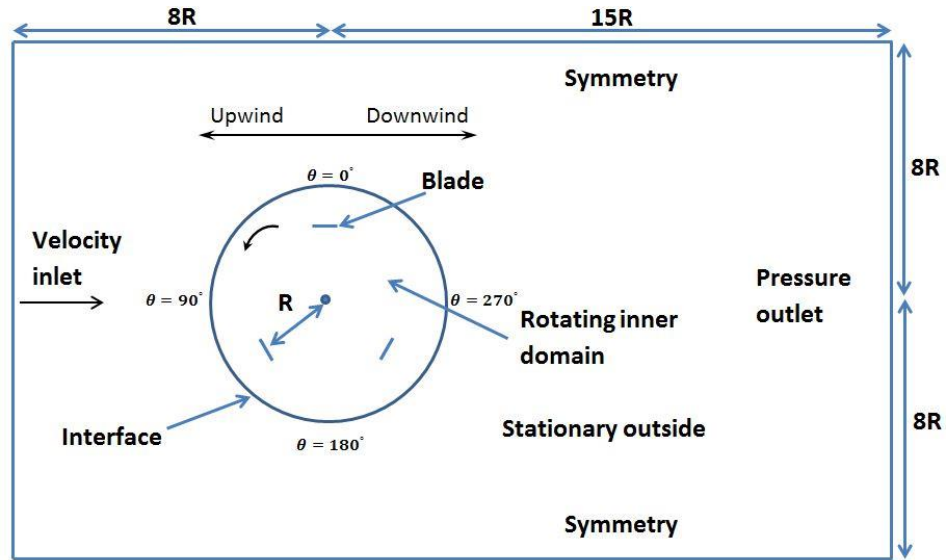 8R
15R
Symmetry
Upwind
Downwind
8R
θ = 0°
Blade
Velocity
inlet
θ = 90°
R
θ = 270°
Pressure
outlet
Rotating inner
domain
Interface
θ = 180°
Stationary outside
8R
Symmetry